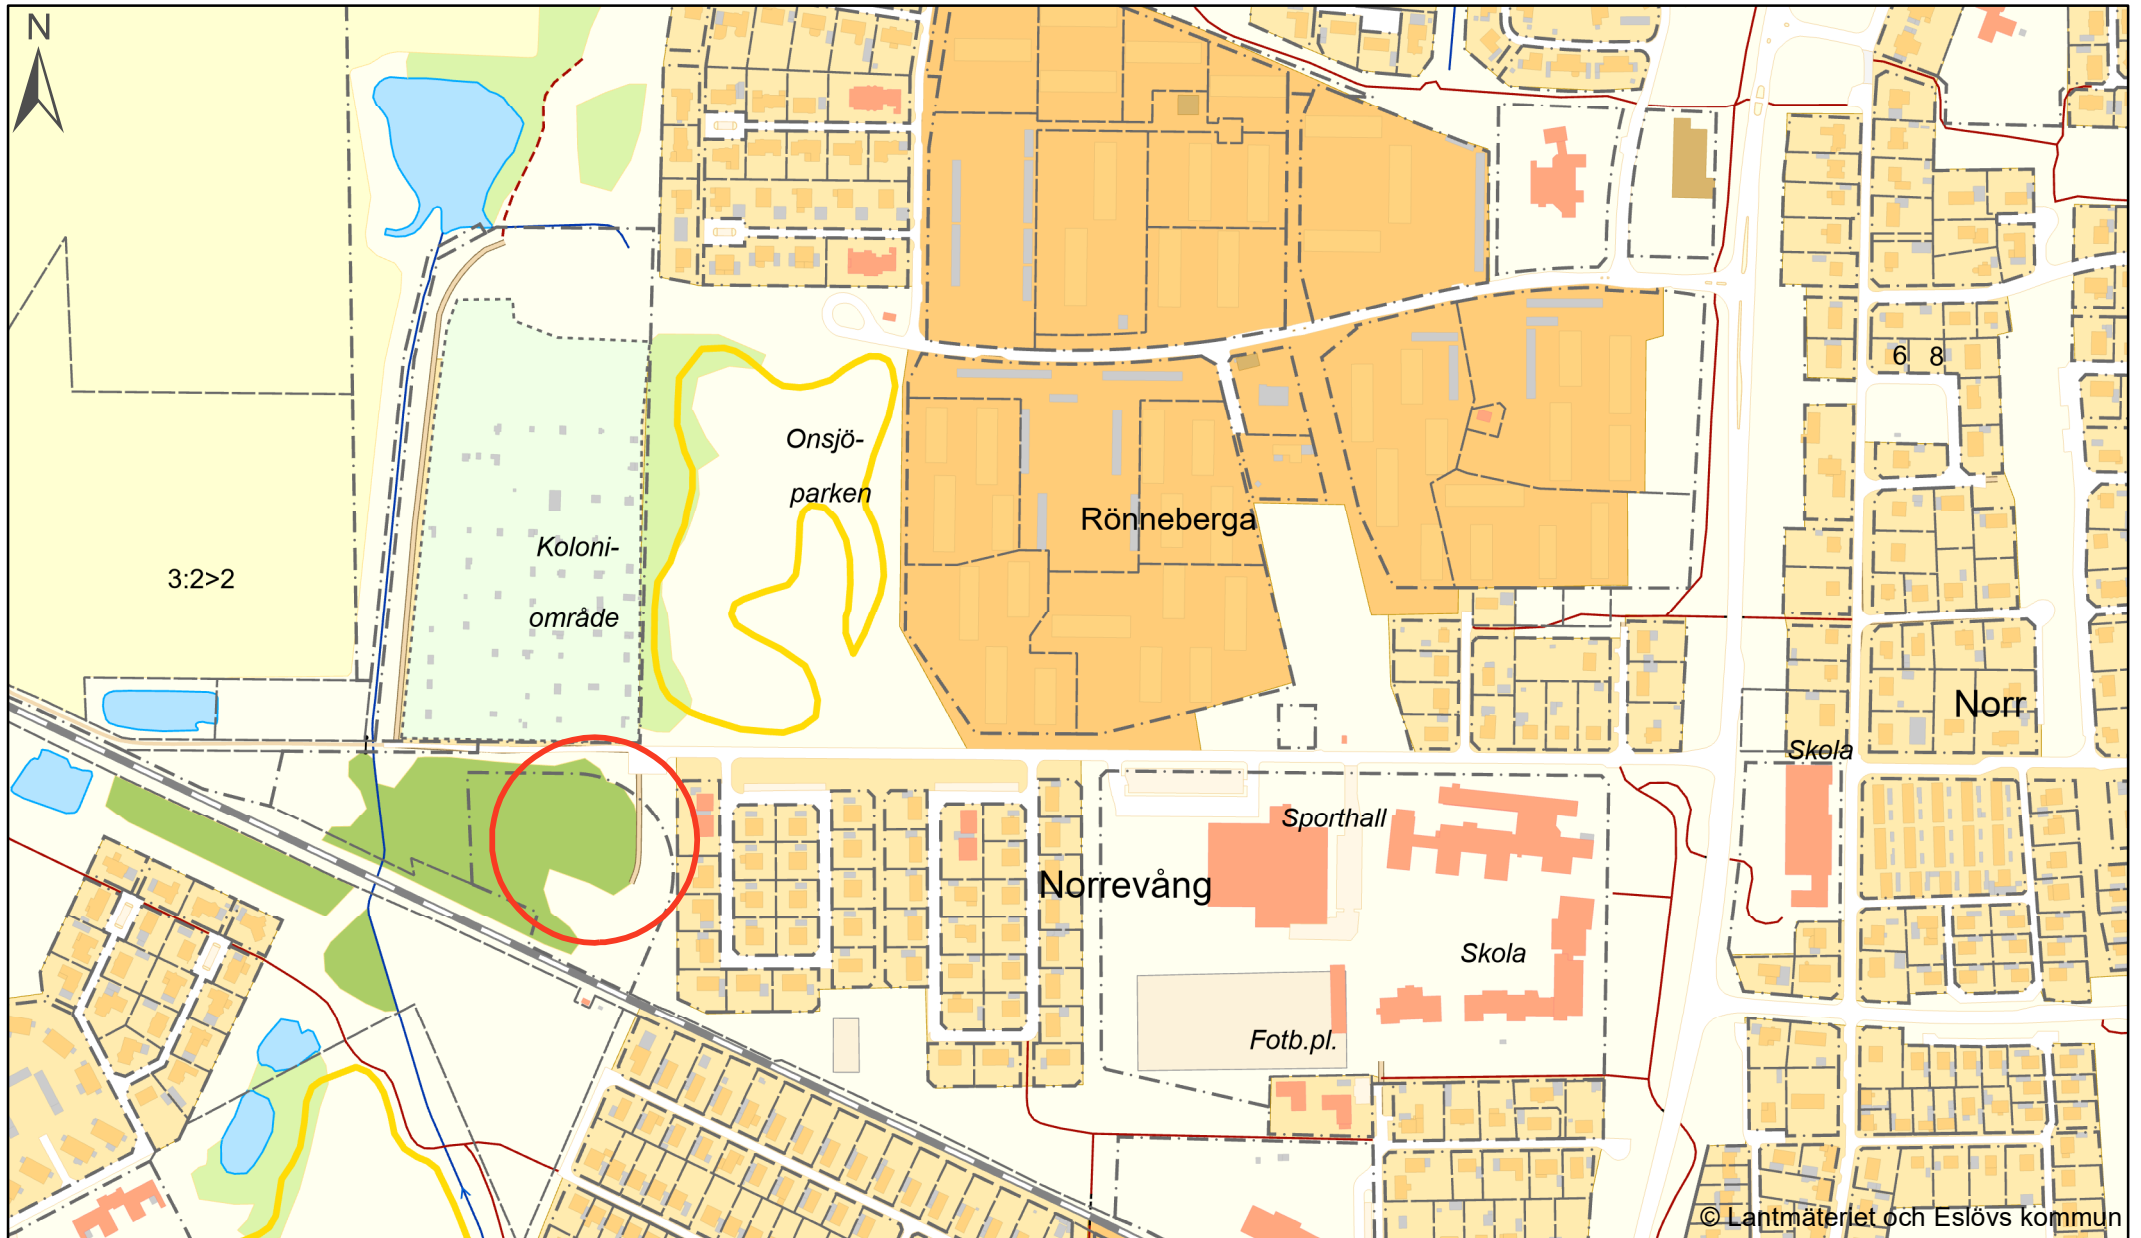 N
6 8
Onsjö-
parken
Rönneberga
Koloni-
område
3:2>2
Norr
Skola
Sporthall
Norrevång
Skola
Fotb.pl.
© Lantmäteriet och Eslövs kommun